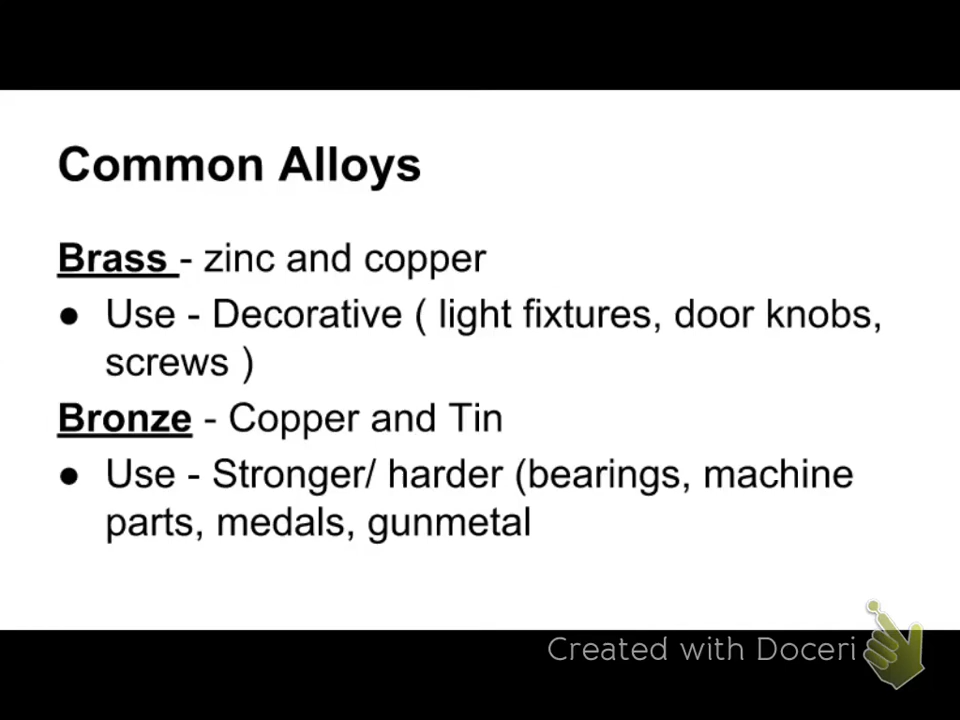 Common Alloys
Brass - zinc and copper
● Use - Decorative ( light fixtures, door knobs,
screws )
Bronze - Copper and Tin
● Use - Stronger/ harder (bearings, machine
parts, medals, gunmetal
Created with Doceri